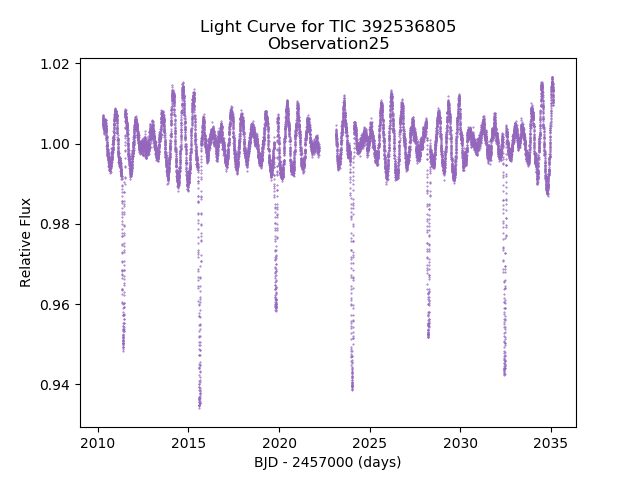 Light Curve for TIC 392536805
Observation25
1.02
1.00
0.98
0.96
0.94
Relative Flux
2010
2015
2020
2025
2030
2035
BJD - 2457000 (days)